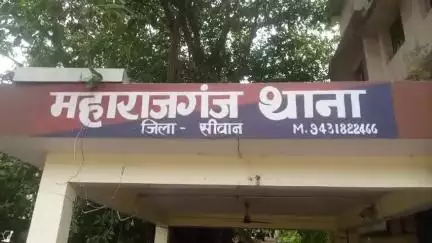 महाराजगंज थाना
जिला - सीवान M. 9431822466